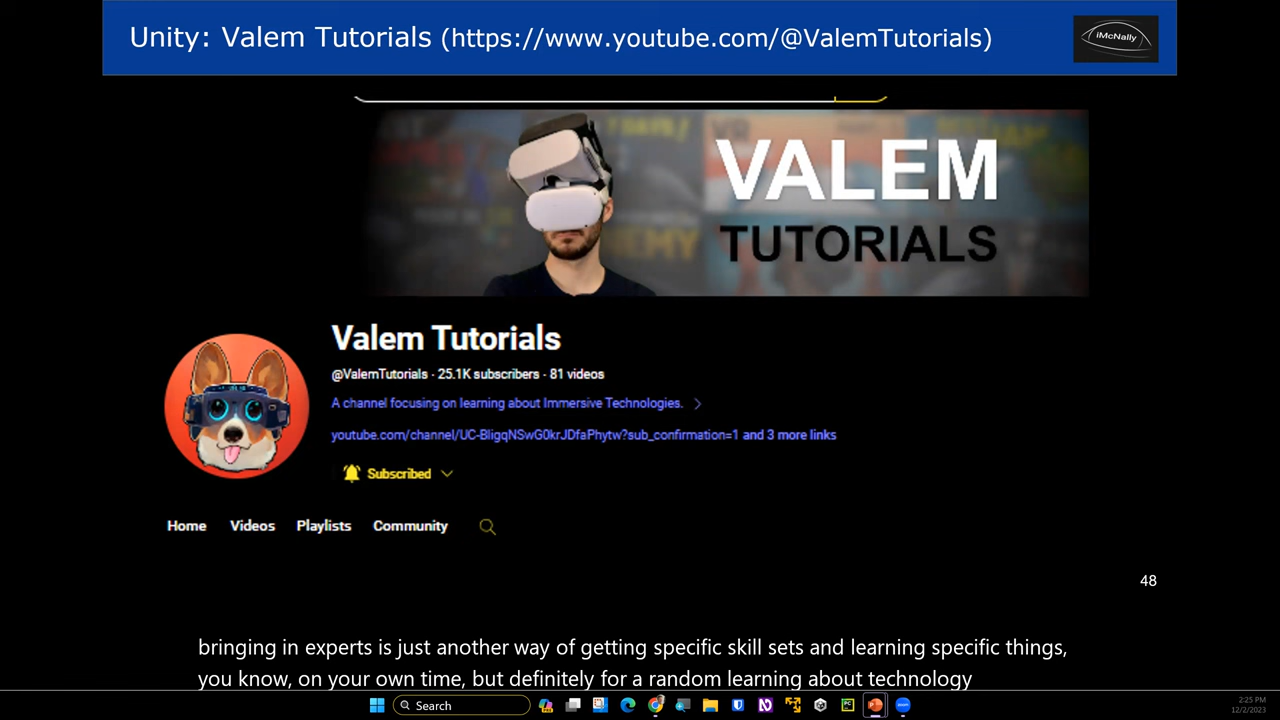 Unity: Valem Tutorials (https://www.youtube.com/@ValemTutorials)
iMcNally
VALEM
TUTORIALS
Valem Tutorials
@ValemTutorials · 25.1K subscribers · 81 videos
A channel focusing on learning about Immersive Technologies.
youtube.com/channel/UC-BligqNSwG0krJDfaPhytw?sub_confirmation=1 and 3 more links
Subscribed
Home Videos Playlists Community
48
bringing in experts is just another way of getting specific skill sets and learning specific things,
you know, on your own time, but definitely for a random learning about technology
Search
2:25 PM
12/2/2023